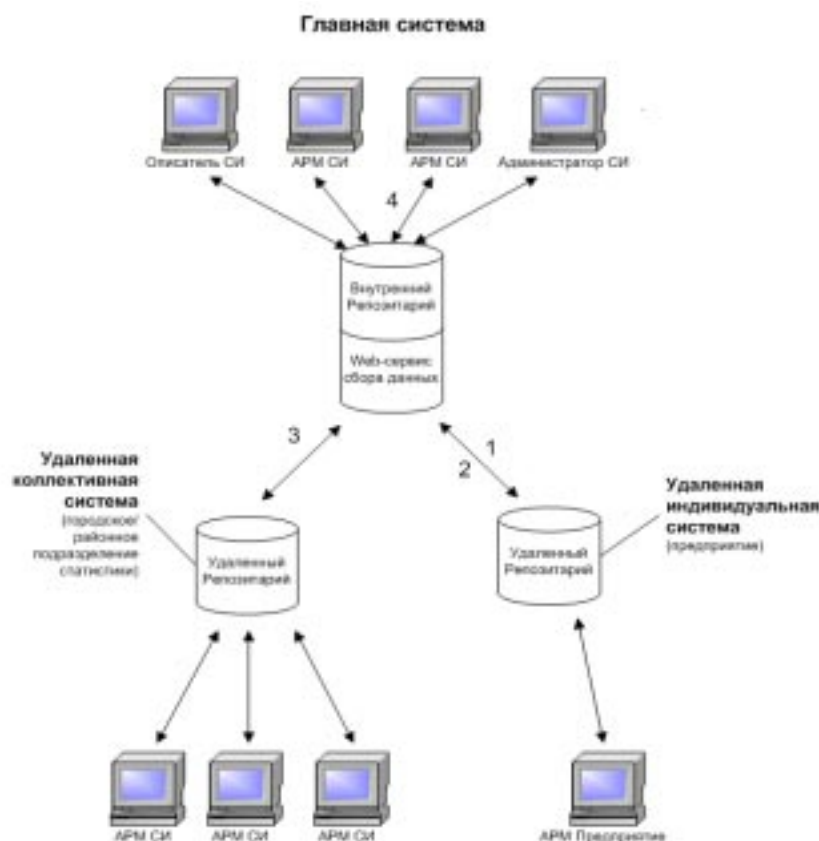 Главная система
Описатель СИ
АРМ СИ
АРМ СИ
Администратор СИ
4
Внутренний
Репозитарий
Web-сервис
сбора данных
3
1
2
Удаленная
коллективная
система
(городское/
районное
подразделение
статистики)
Удаленный
Репозитарий
Удаленная
индивидуальная
система
(предприятие)
Удаленный
Репозитарий
АРМ СИ
АРМ СИ
АРМ СИ
АРМ Предприятие